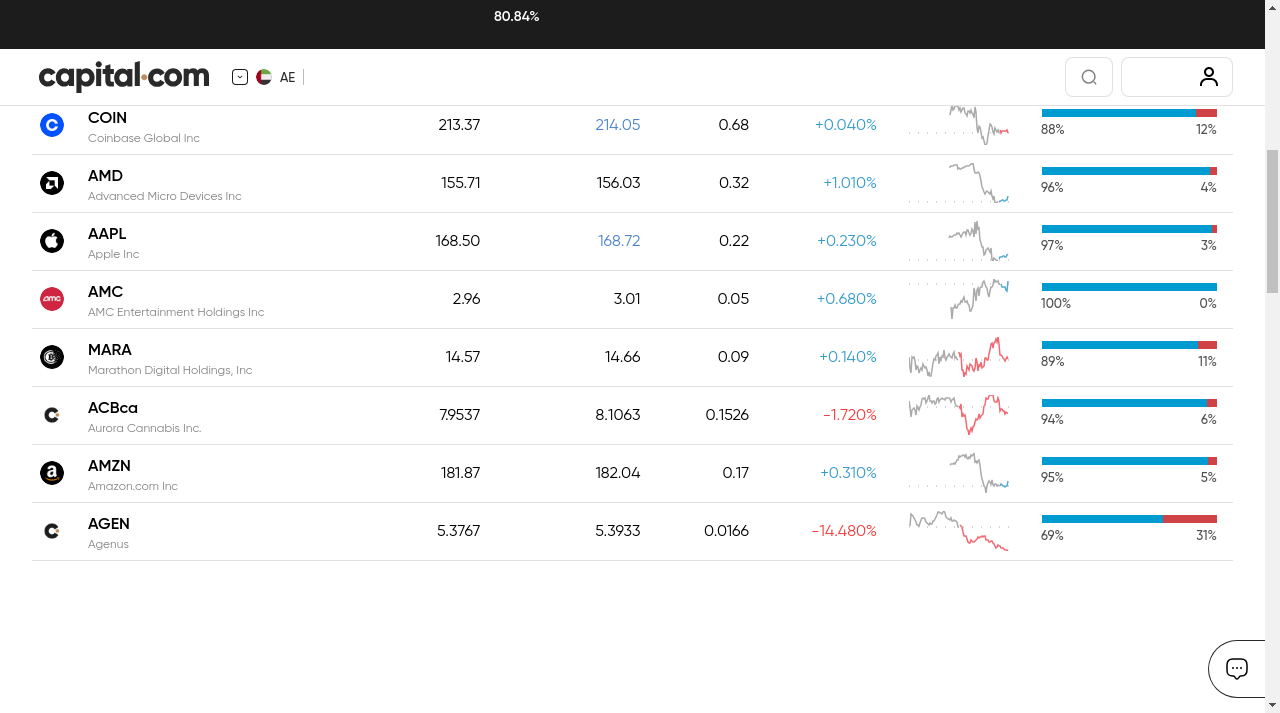 80.84%
capital.com
AE
COIN
Coinbase Global Inc
213.37 214.05 0.68 +0.040%
88% 12%
AMD
Advanced Micro Devices Inc
155.71 156.03 0.32 +1.010%
96% 4%
AAPL
Apple Inc
168.50 168.72 0.22 +0.230%
97% 3%
amc
AMC
AMC Entertainment Holdings Inc
2.96 3.01 0.05 +0.680%
100% 0%
MARA
Marathon Digital Holdings, Inc
14.57 14.66 0.09 +0.140%
89% 11%
ACBca
Aurora Cannabis Inc.
7.9537 8.1063 0.1526 -1.720%
94% 6%
AMZN
Amazon.com Inc
181.87 182.04 0.17 +0.310%
95% 5%
AGEN
Agenus
5.3767 5.3933 0.0166 -14.480%
69% 31%